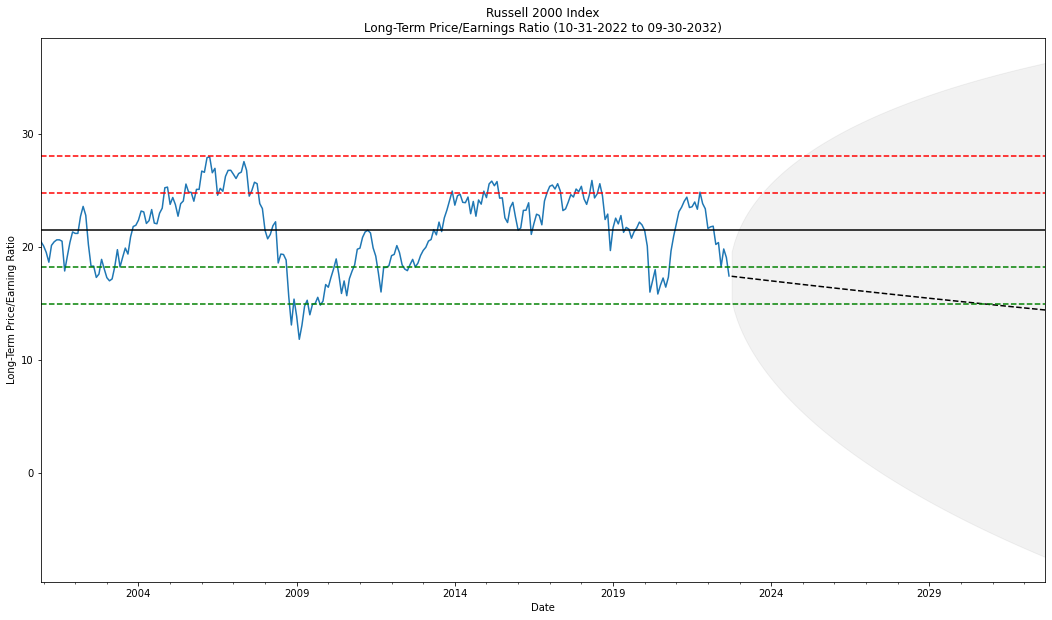 Russell 2000 Index
Long-Term Price/Earnings Ratio (10-31-2022 to 09-30-2032)
Long-Term Price/Earning Ratio
30
20
10
0
2004 2009 2014 2019 2024 2029
Date